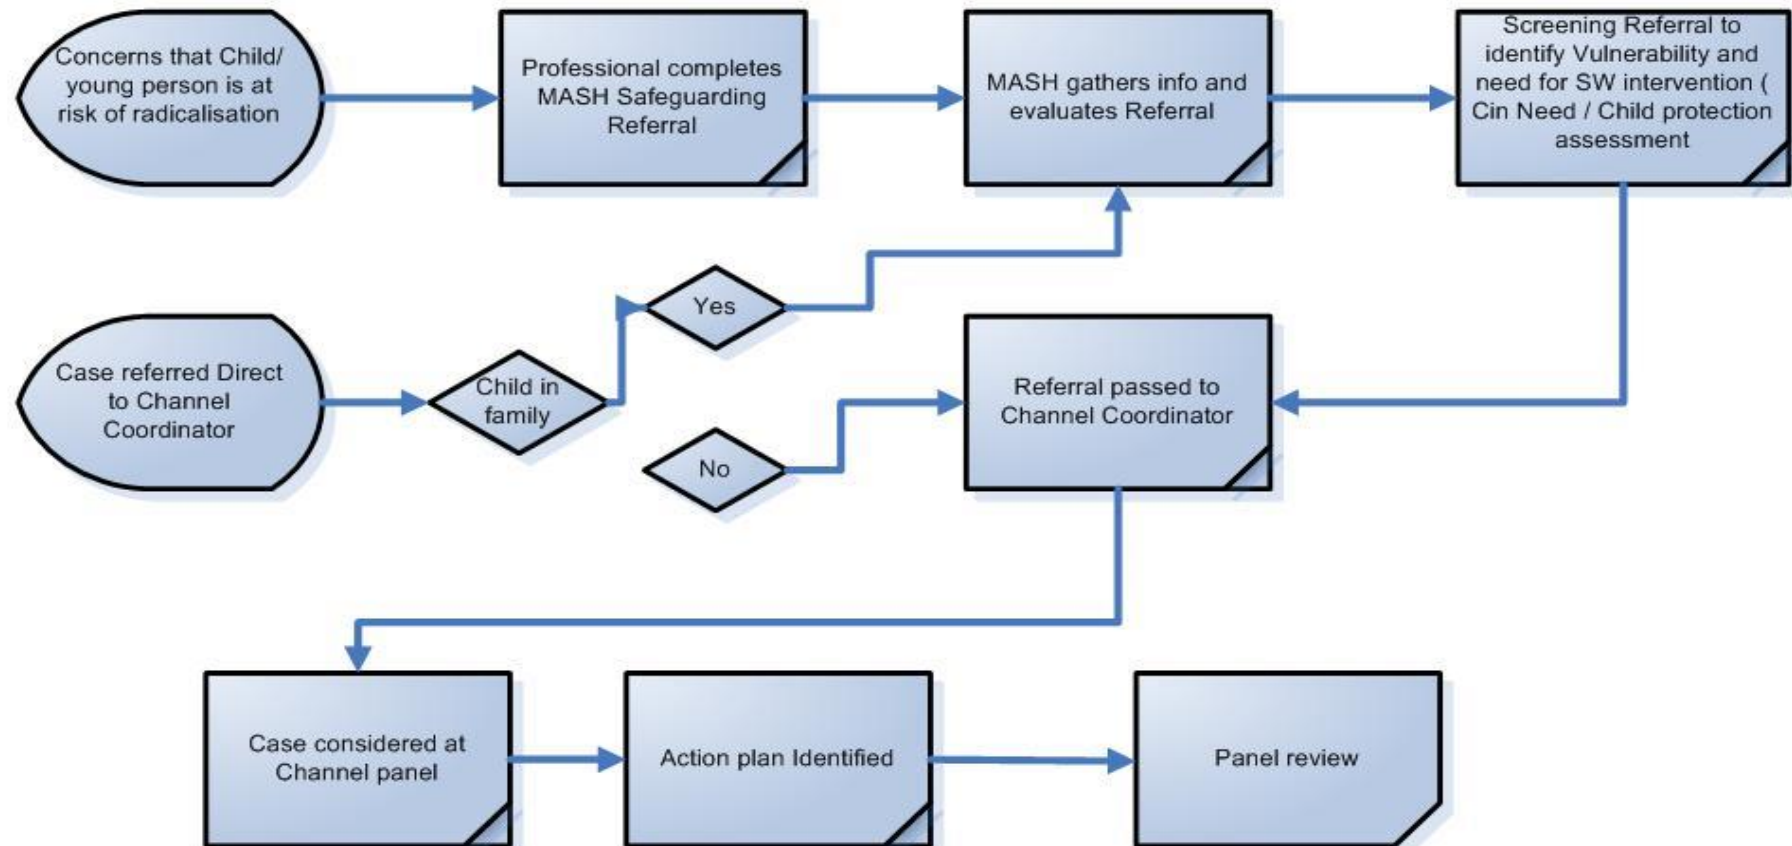 Concerns that Child/
young person is at
risk of radicalisation
Professional completes
MASH Safeguarding
Referral
MASH gathers info and
evaluates Referral
Screening Referral to
identify Vulnerability and
need for SW intervention (
Cin Need / Child protection
assessment
Case referred Direct
to Channel
Coordinator
Child in
family
Yes
No
Referral passed to
Channel Coordinator
Case considered at
Channel panel
Action plan Identified
Panel review